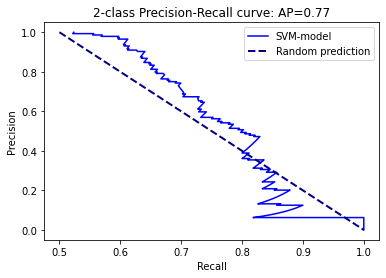 2-class Precision-Recall curve: AP=0.77
SVM-model
Random prediction
Precision
1.0
0.8
0.6
0.4
0.2
0.0
0.5 0.6 0.7 0.8 0.9 1.0
Recall